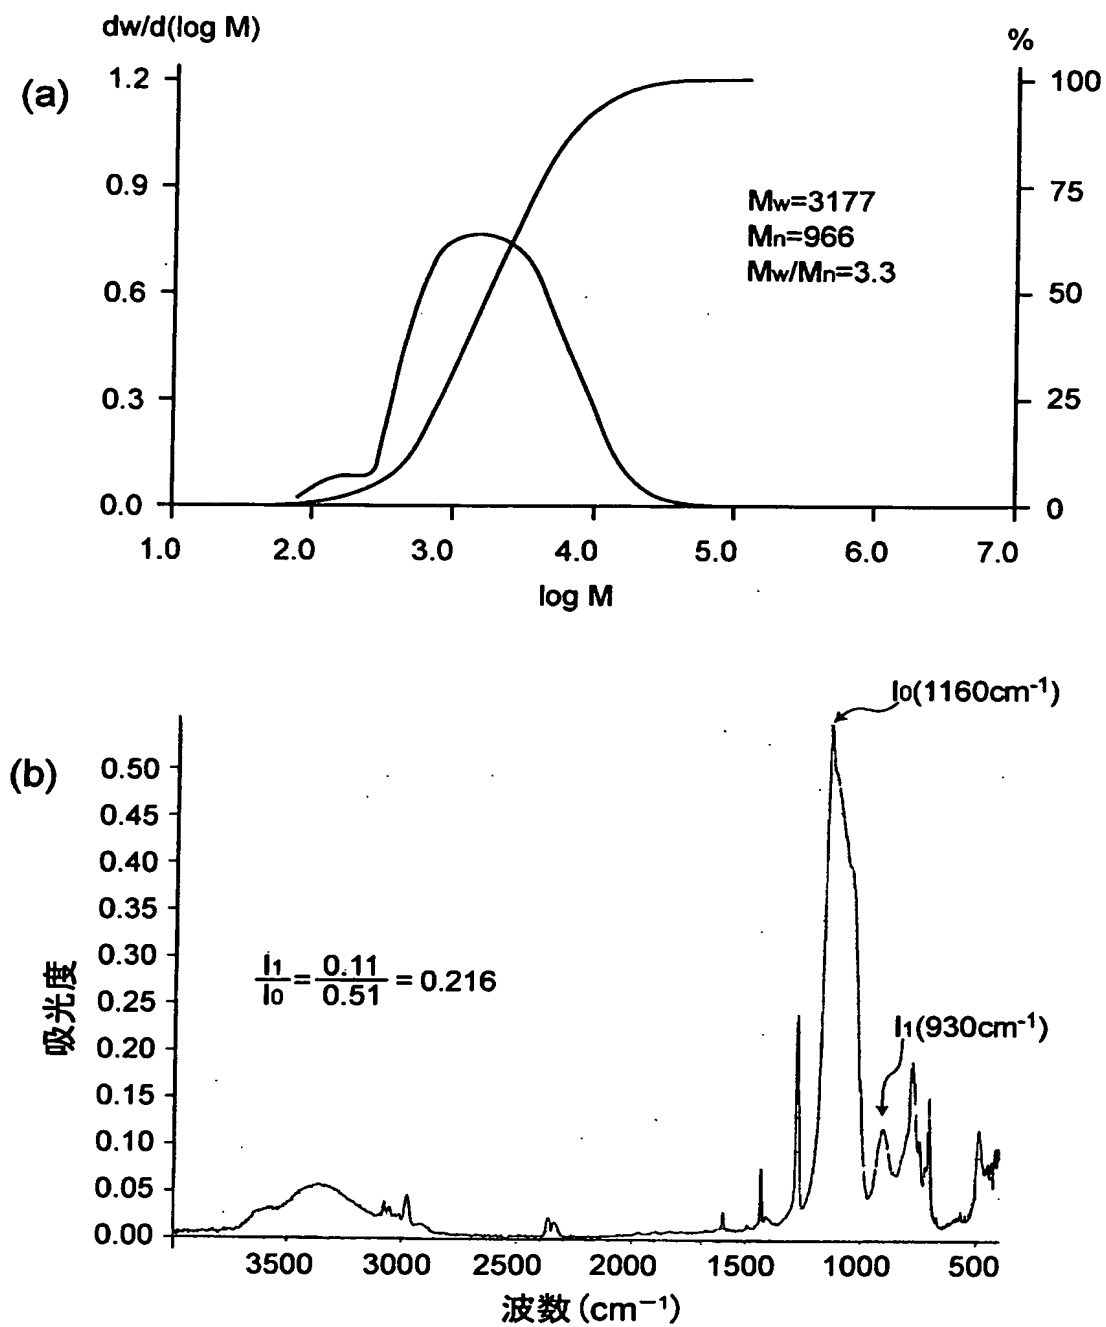 dw/d(log M)
%
(a)
1.2
100
0.9
75
Mw=3177
Mn=966
Mw/Mn=3.3
0.6
50
0.3
25
0.0
0
1.0 2.0 3.0 4.0 5.0 6.0 7.0
log M
I0(1160cm⁻¹)
(b)
0.50
0.45
0.40
0.35
0.30
I1/I0=0.11/0.51=0.216
0.25
吸光度
I1(930cm⁻¹)
0.20
0.15
0.10
0.05
0.00
3500 3000 2500 2000 1500 1000 500
波数(cm⁻¹)